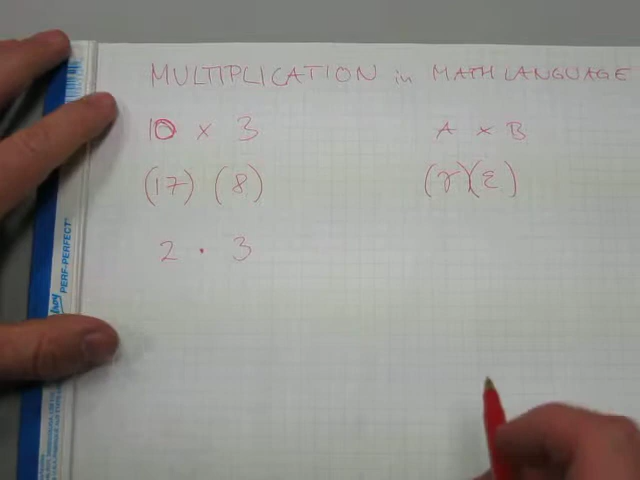 MULTIPLICATION in MATH LANGUAGE
10 × 3 A × B
(17) (8) (γ)(ε)
2 · 3
PERF-PERFECT